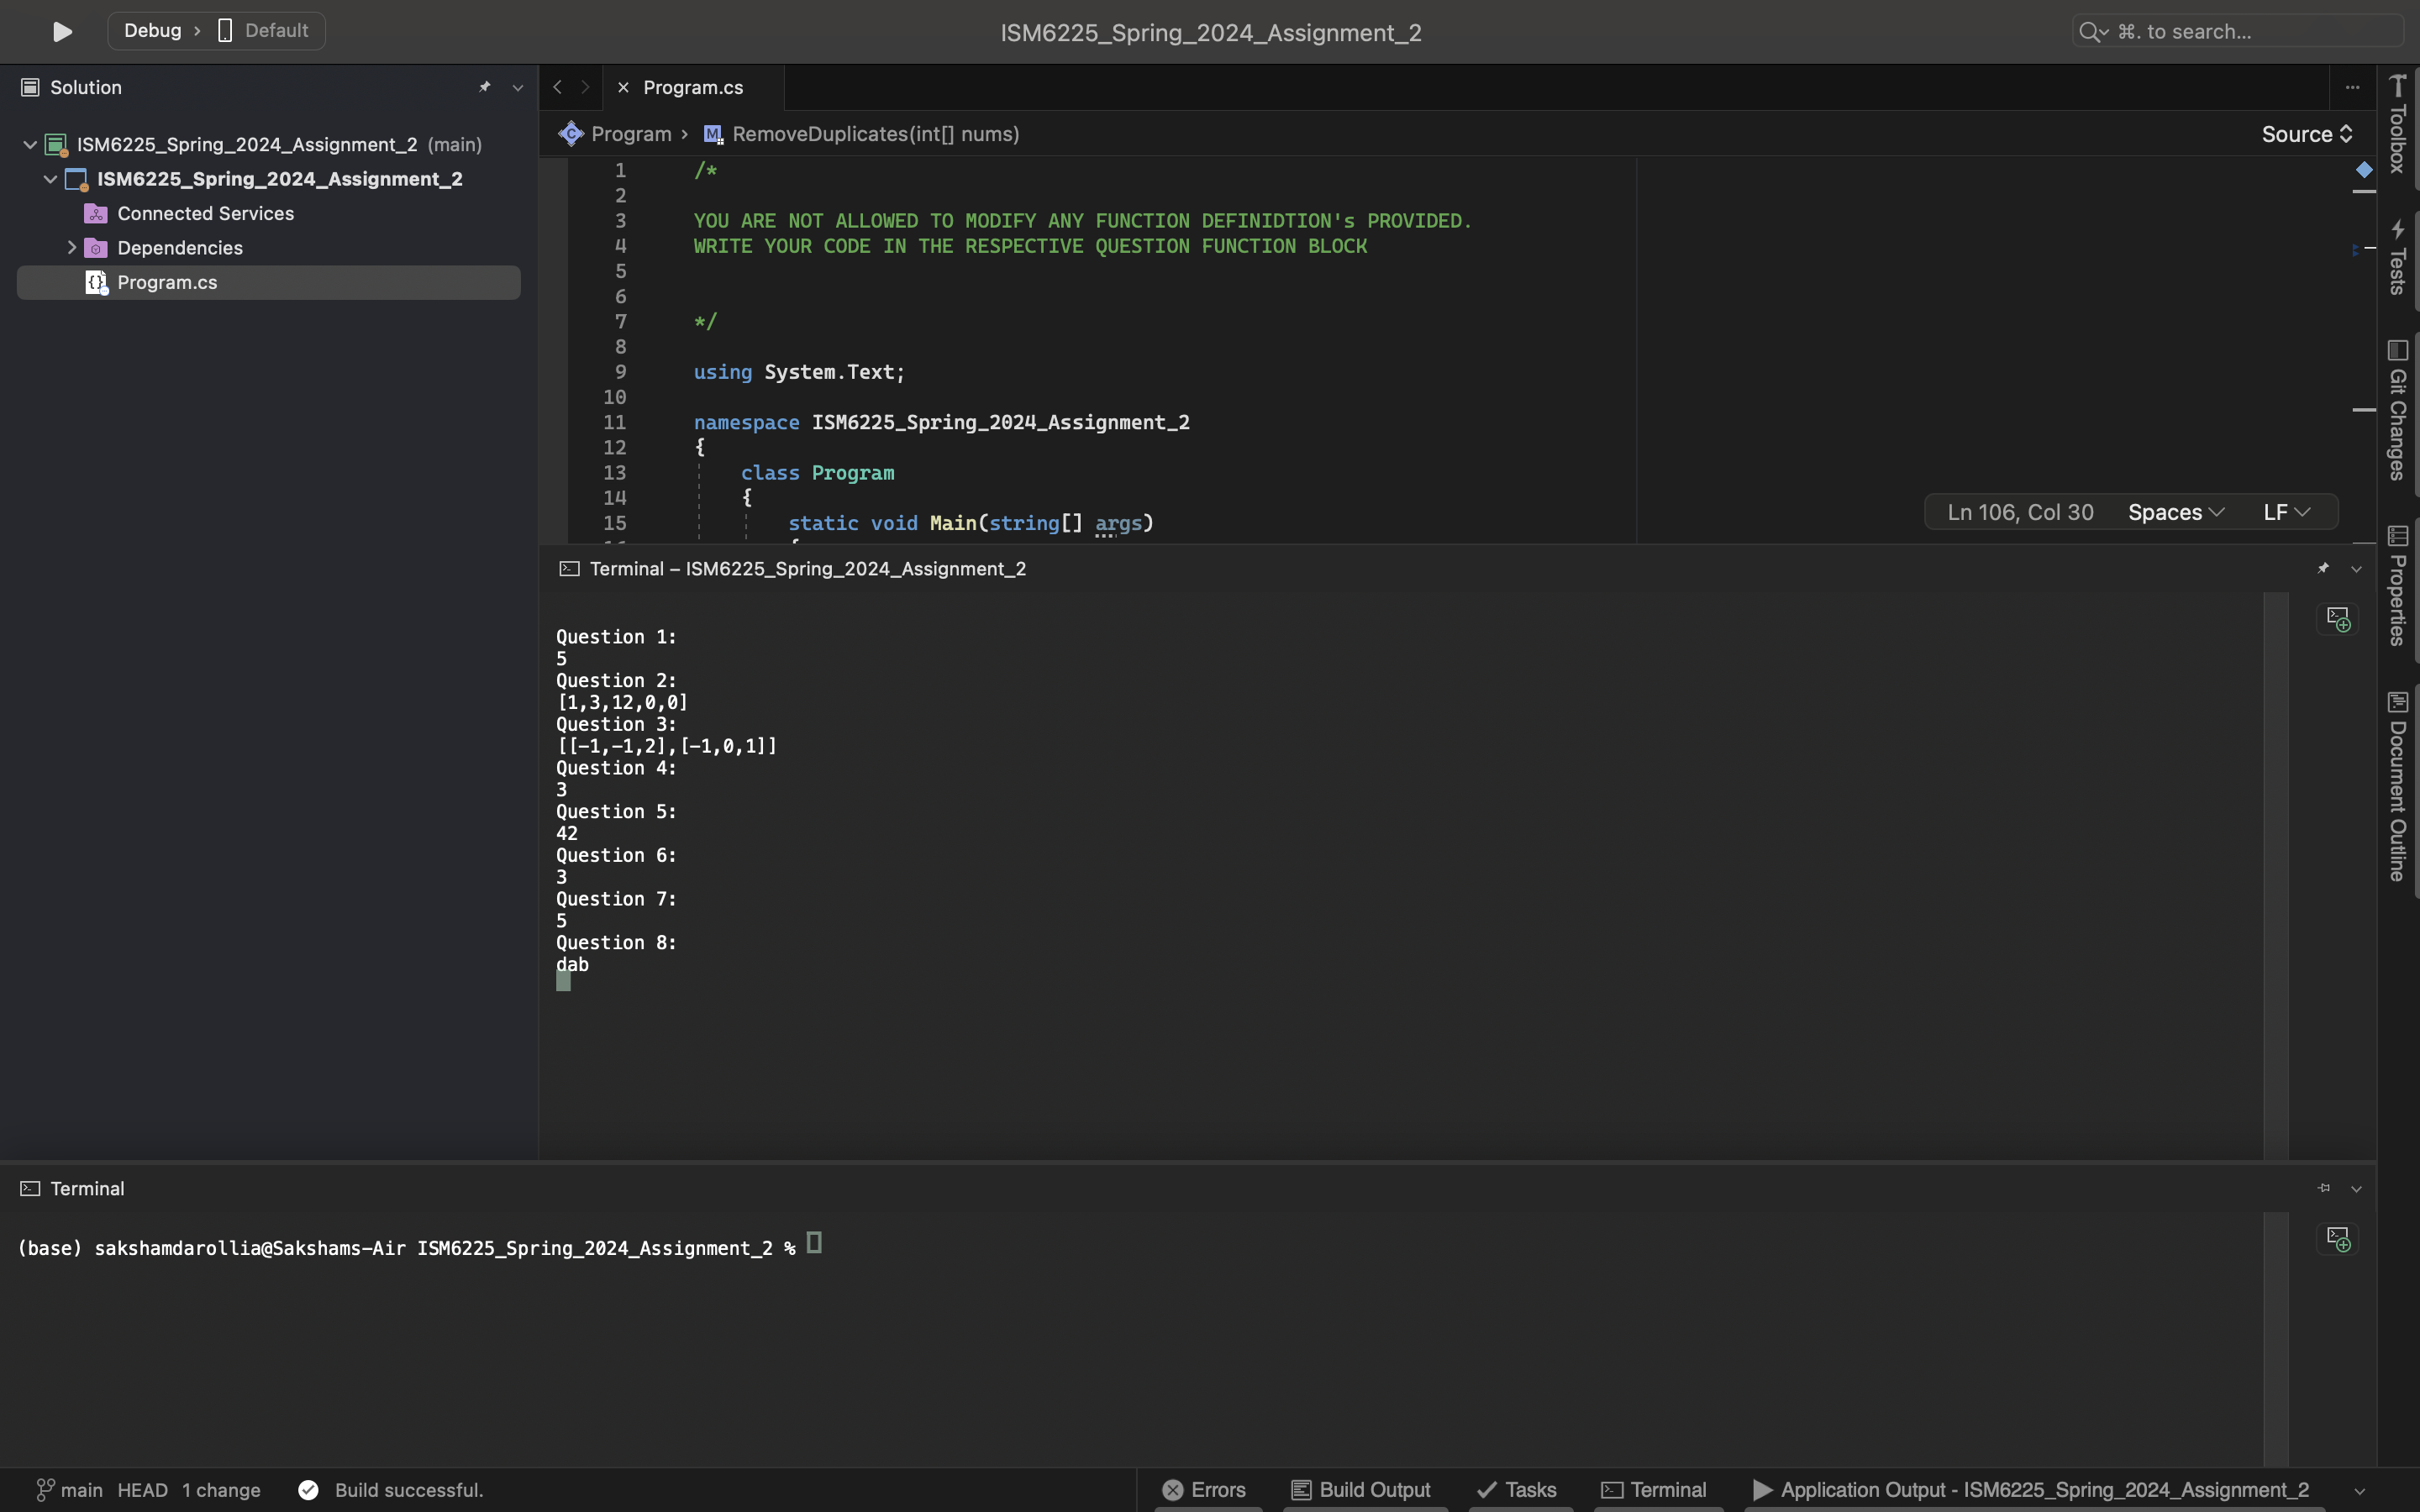 Debug › Default
ISM6225_Spring_2024_Assignment_2
⌘. to search...
Solution
ISM6225_Spring_2024_Assignment_2 (main)
ISM6225_Spring_2024_Assignment_2
Connected Services
Dependencies
Program.cs
Program.cs
Program › RemoveDuplicates(int[] nums)
Source
1 /*
2
3 YOU ARE NOT ALLOWED TO MODIFY ANY FUNCTION DEFINIDTION's PROVIDED.
4 WRITE YOUR CODE IN THE RESPECTIVE QUESTION FUNCTION BLOCK
5
6
7 */
8
9 using System.Text;
10
11 namespace ISM6225_Spring_2024_Assignment_2
12 {
13 class Program
14 {
15 static void Main(string[] args)
Ln 106, Col 30 Spaces LF
Terminal – ISM6225_Spring_2024_Assignment_2
Question 1:
5
Question 2:
[1,3,12,0,0]
Question 3:
[[-1,-1,2],[-1,0,1]]
Question 4:
3
Question 5:
42
Question 6:
3
Question 7:
5
Question 8:
dab
Toolbox
Tests
Git Changes
Properties
Document Outline
Terminal
(base) sakshamdarollia@Sakshams-Air ISM6225_Spring_2024_Assignment_2 %
main HEAD 1 change Build successful.
Errors Build Output Tasks Terminal Application Output - ISM6225_Spring_2024_Assignment_2